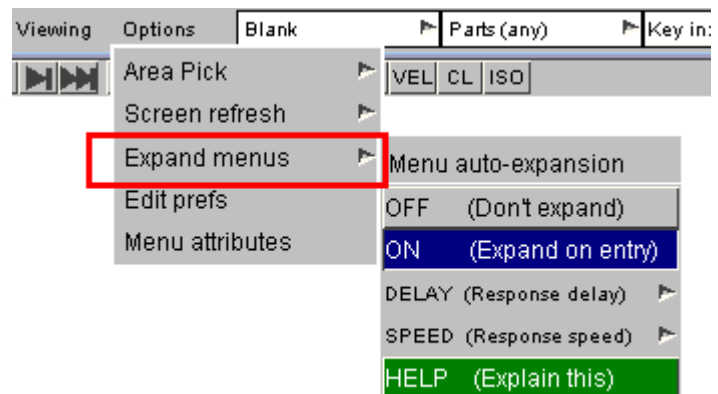 Viewing Options Blank Parts (any) Key in:
VEL CL ISO
Area Pick
Screen refresh
Expand menus
Edit prefs
Menu attributes
Menu auto-expansion
OFF (Don't expand)
ON (Expand on entry)
DELAY (Response delay)
SPEED (Response speed)
HELP (Explain this)